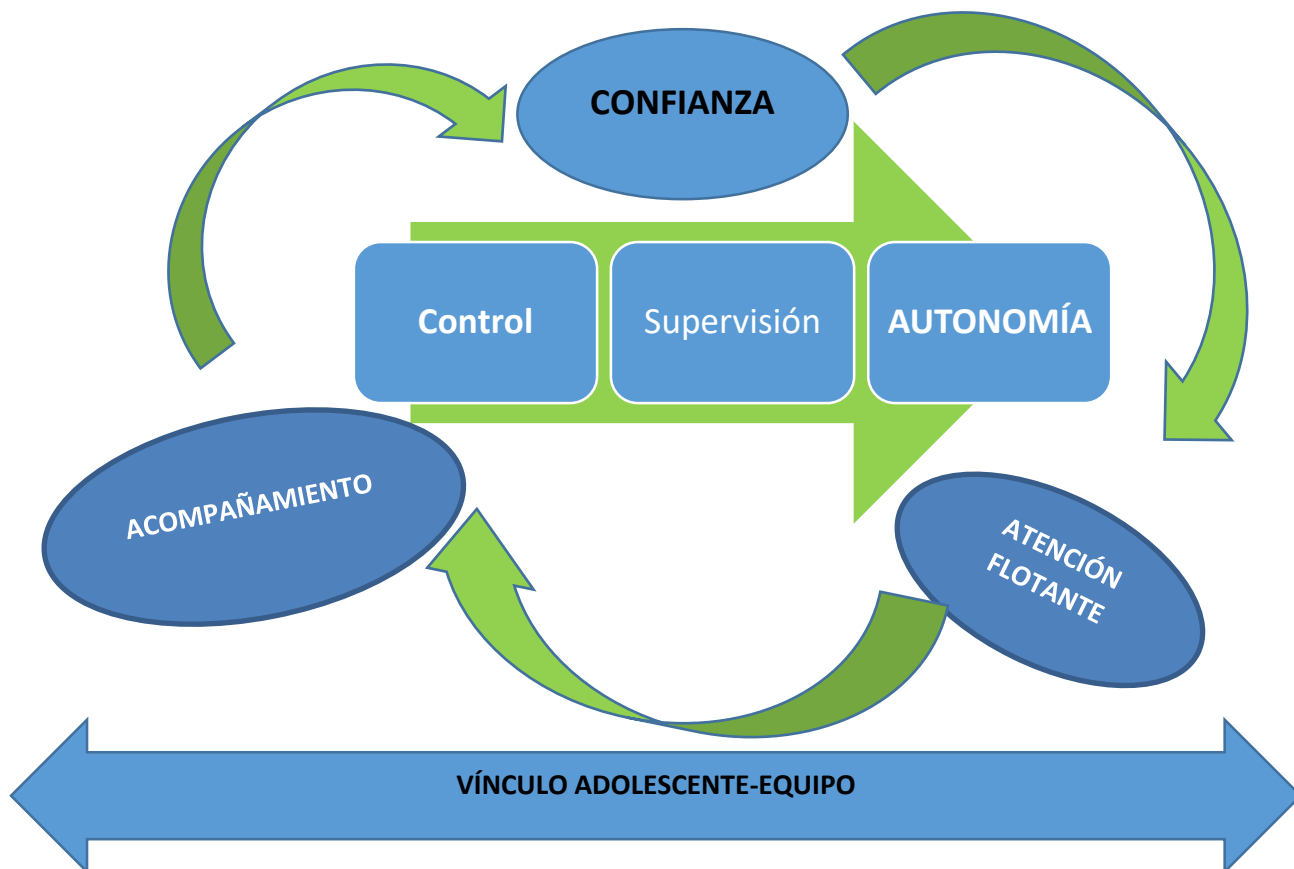 CONFIANZA
Control
Supervisión
AUTONOMÍA
ACOMPAÑAMIENTO
ATENCIÓN
FLOTANTE
VÍNCULO ADOLESCENTE-EQUIPO